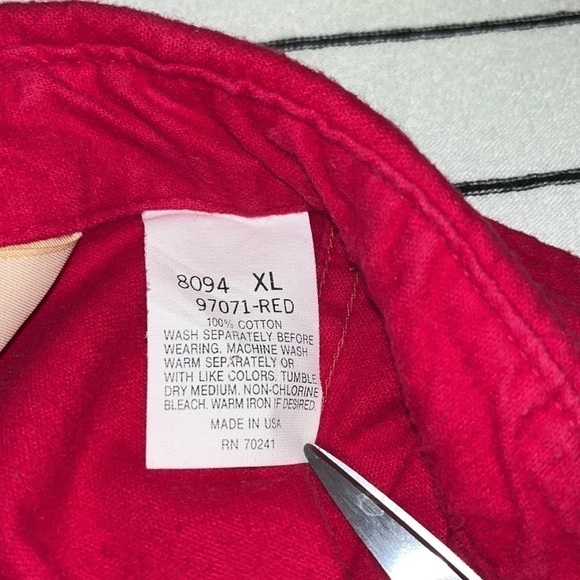 8094 XL
97071-RED
100% COTTON
WASH SEPARATELY BEFORE
WEARING. MACHINE WASH
WARM SEPARATELY OR
WITH LIKE COLORS. TUMBLE
DRY MEDIUM. NON-CHLORINE
BLEACH. WARM IRON IF DESIRED.
MADE IN USA
RN 70241